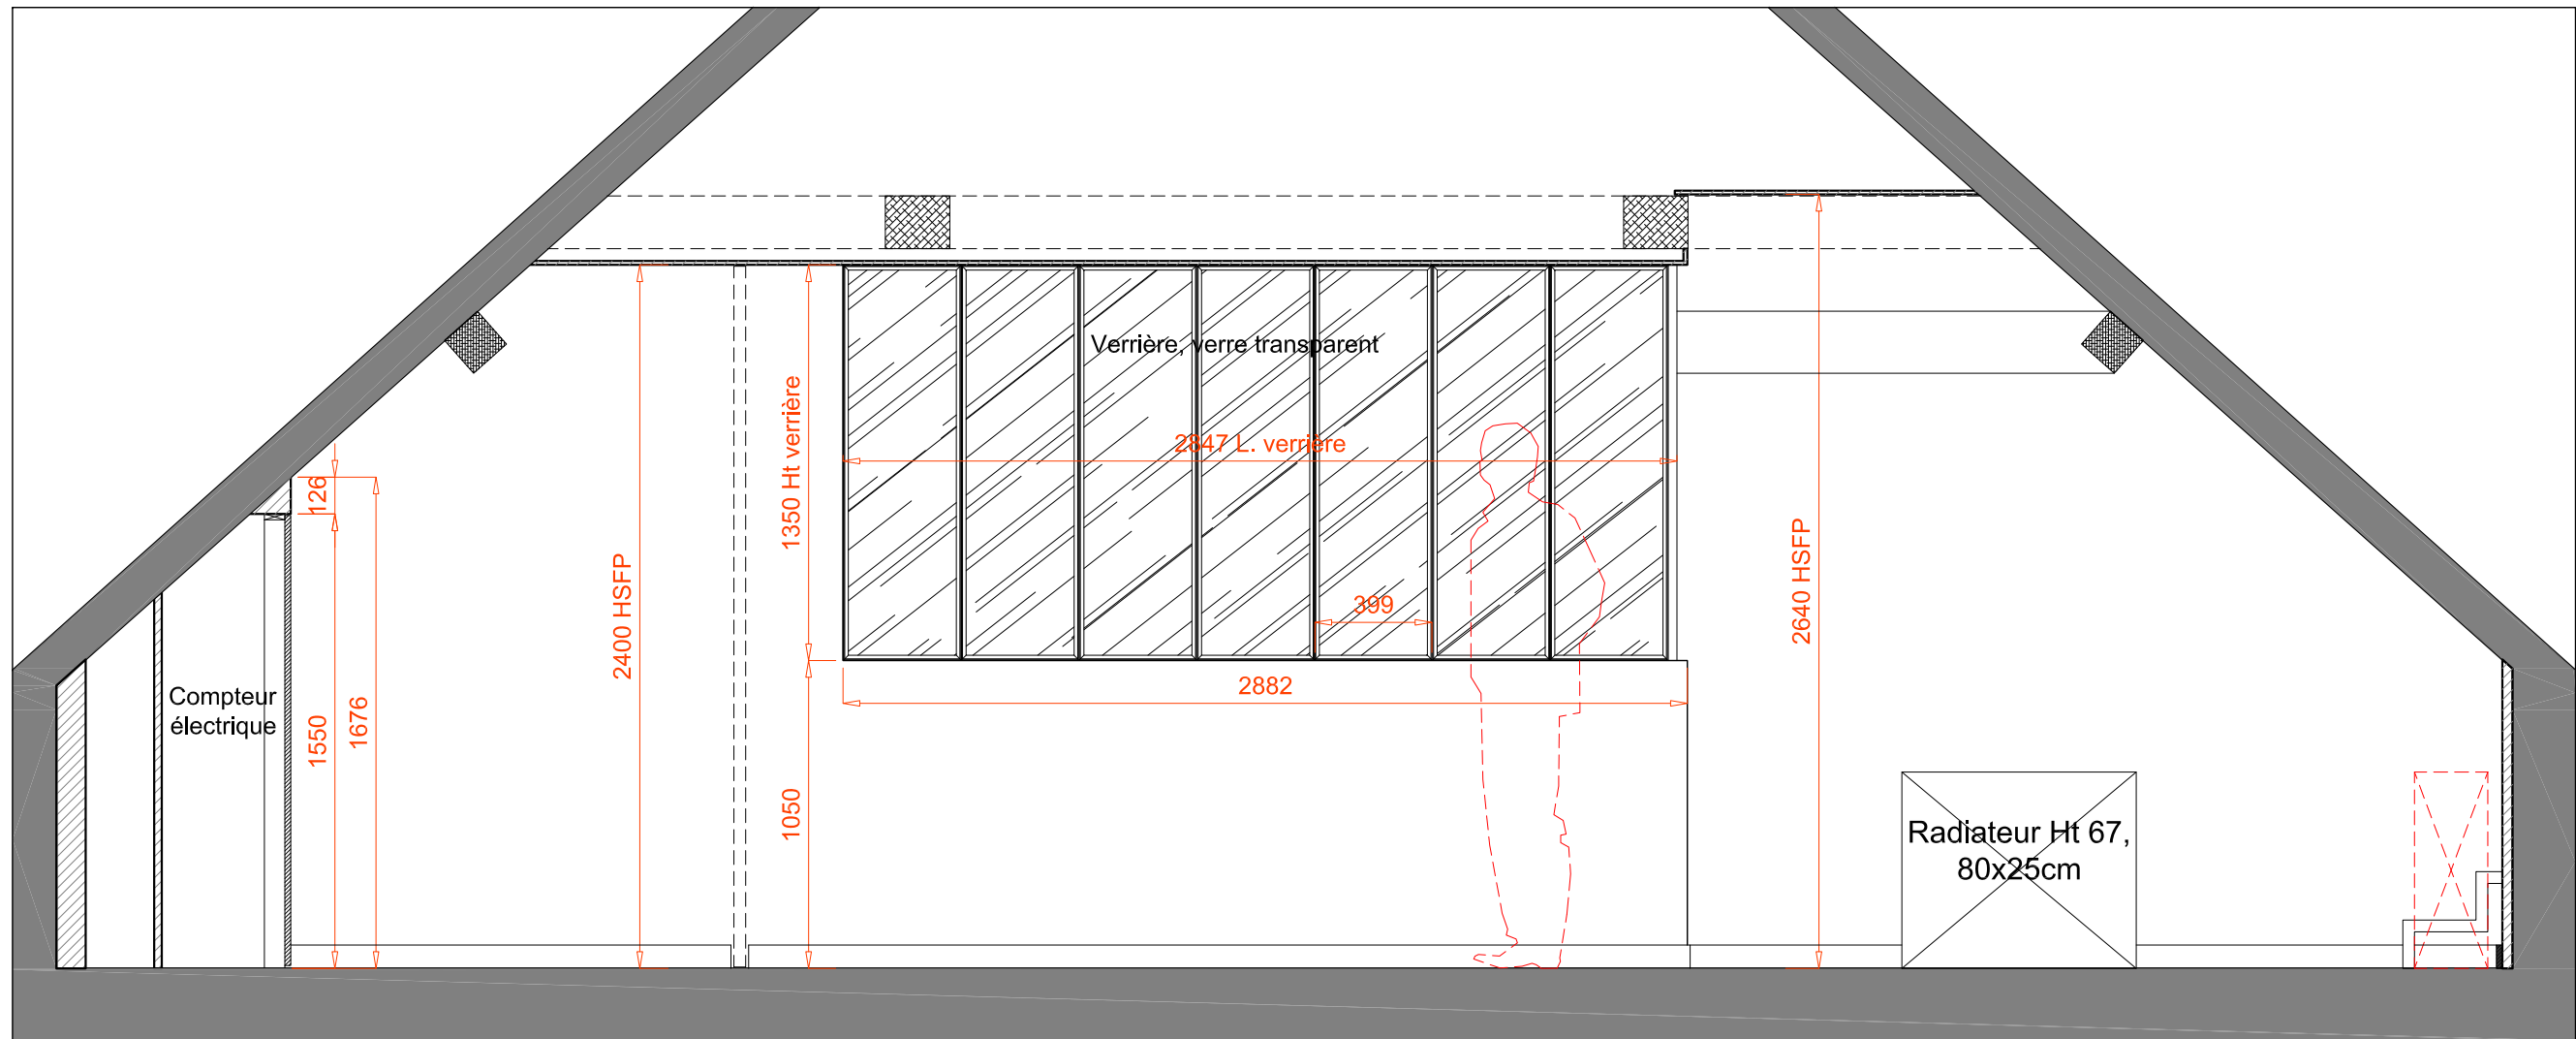 Verrière, verre transparent
1350 Ht verrière
2847 L. verrière
126
2400 HSFP
2640 HSFP
399
2882
Compteur
électrique
1550
1676
1050
Radiateur Ht 67,
80x25cm